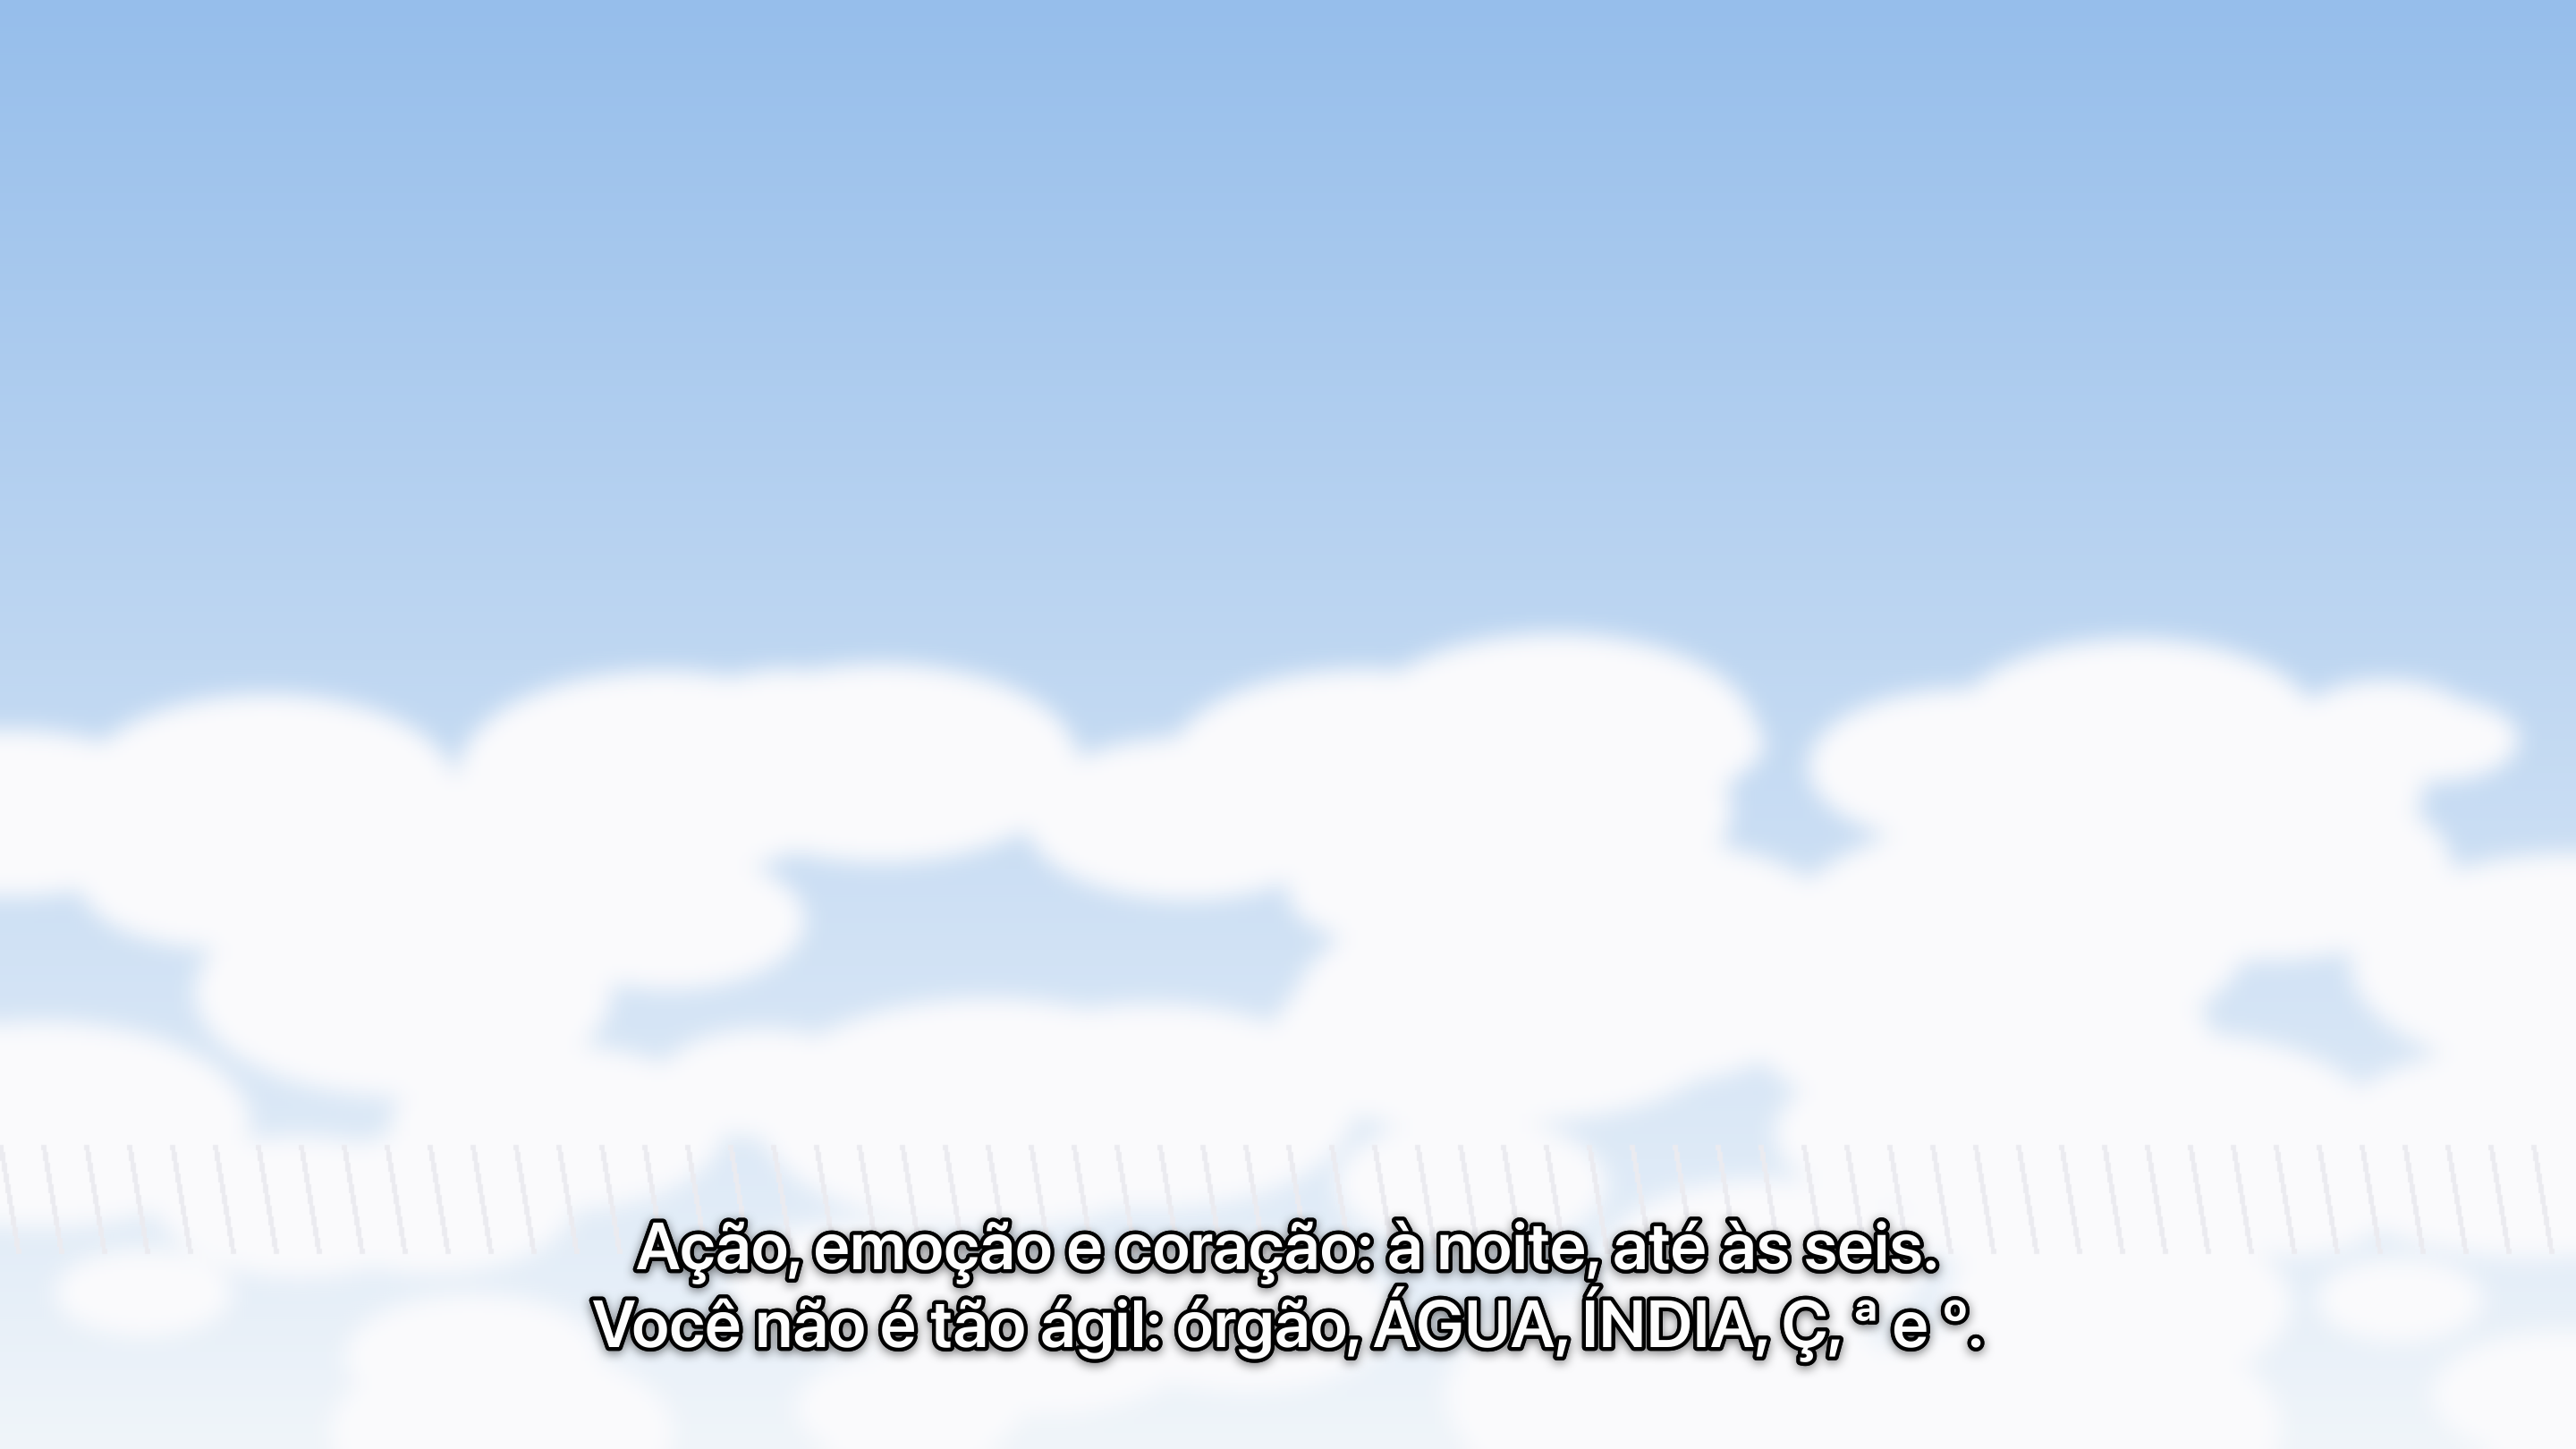 Ação, emoção e coração: à noite, até às seis.
Você não é tão ágil: órgão, ÁGUA, ÍNDIA, Ç, ª e º.